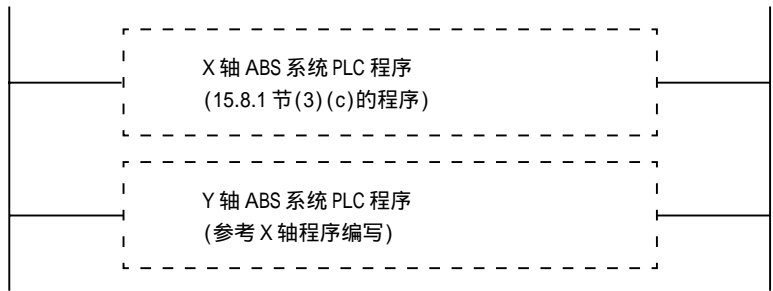 X 轴 ABS 系统 PLC 程序
(15.8.1 节(3)(c)的程序)
Y 轴 ABS 系统 PLC 程序
(参考 X 轴程序编写)